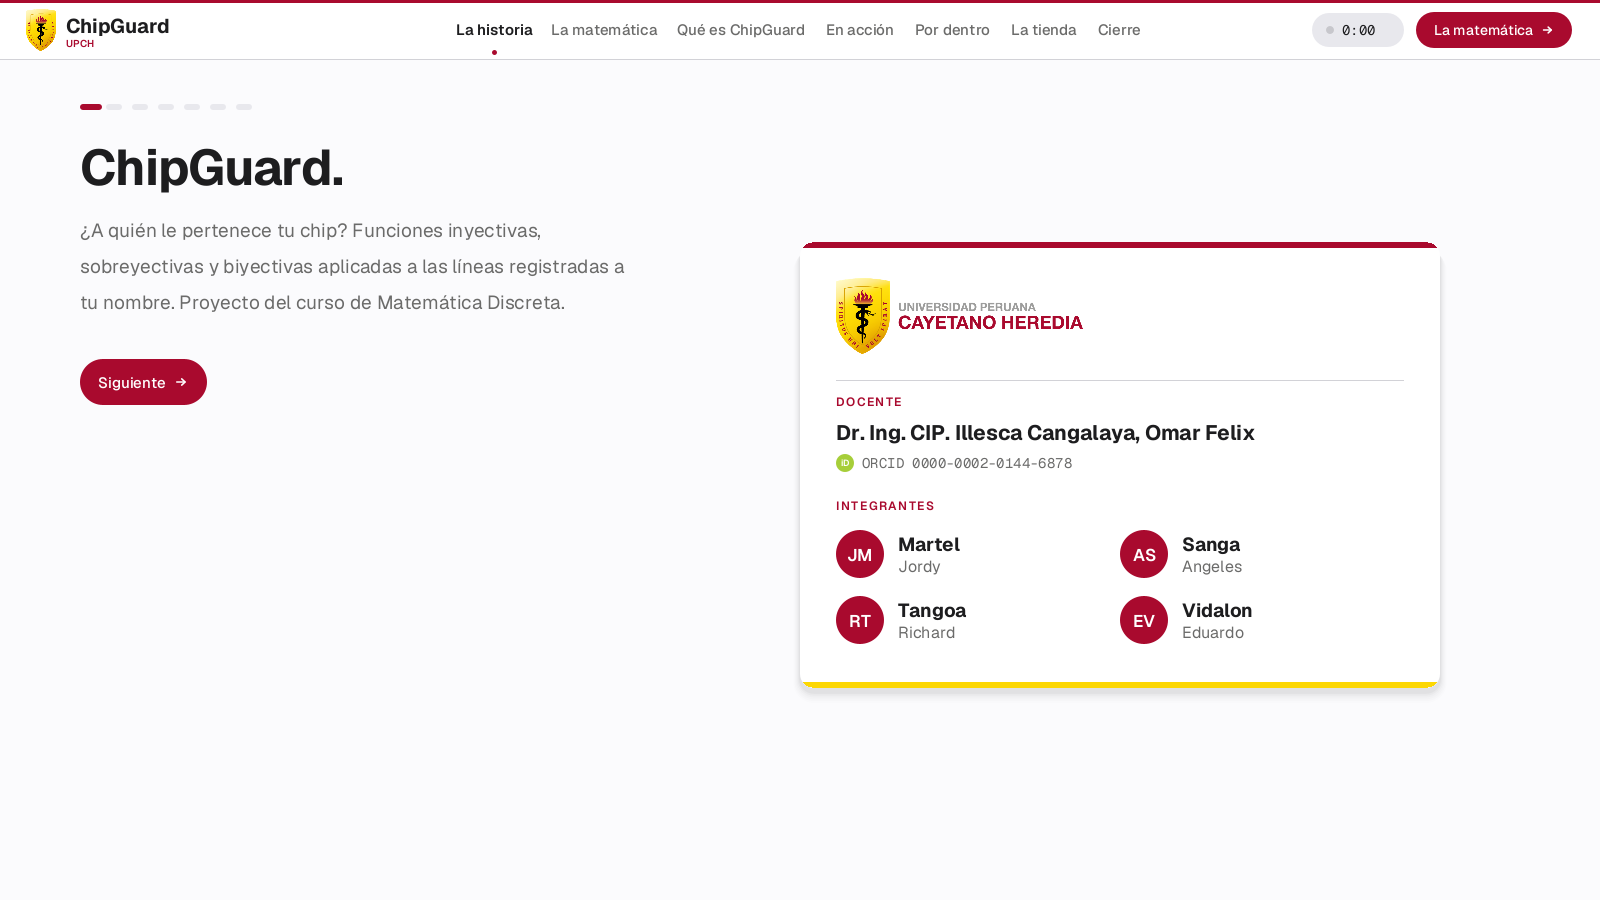 ChipGuard
UPCH
La historia
La matemática
Qué es ChipGuard
En acción
Por dentro
La tienda
Cierre
0:00
La matemática →
ChipGuard.
¿A quién le pertenece tu chip? Funciones inyectivas,
sobreyectivas y biyectivas aplicadas a las líneas registradas a
tu nombre. Proyecto del curso de Matemática Discreta.
Siguiente →
UNIVERSIDAD PERUANA
CAYETANO HEREDIA
DOCENTE
Dr. Ing. CIP. Illesca Cangalaya, Omar Felix
iD ORCID 0000-0002-0144-6878
INTEGRANTES
JM
Martel
Jordy
AS
Sanga
Angeles
RT
Tangoa
Richard
EV
Vidalon
Eduardo